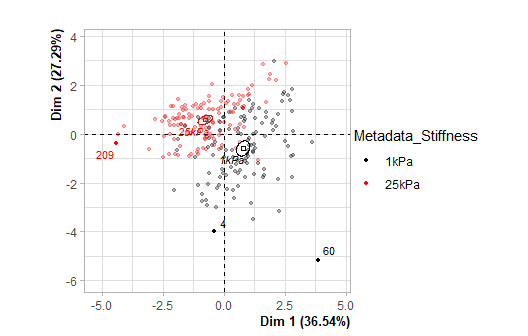 Dim 2 (27.29%)
4
2
0
-2
-4
-6
25kPa
1kPa
209
4
60
-5.0
-2.5
0.0
2.5
5.0
Dim 1 (36.54%)
Metadata_Stiffness
1kPa
25kPa